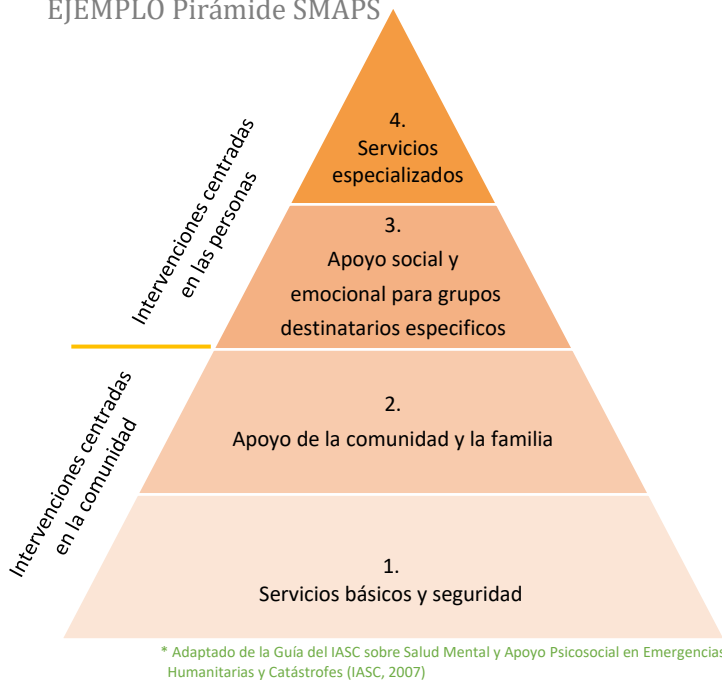 EJEMPLO Pirámide SMAPS
4.
Servicios
especializados
Intervenciones centradas
en las personas
3.
Apoyo social y
emocional para grupos
destinatarios especificos
2.
Apoyo de la comunidad y la familia
Intervenciones centradas
en la comunidad
1.
Servicios básicos y seguridad
* Adaptado de la Guía del IASC sobre Salud Mental y Apoyo Psicosocial en Emergencias
Humanitarias y Catástrofes (IASC, 2007)